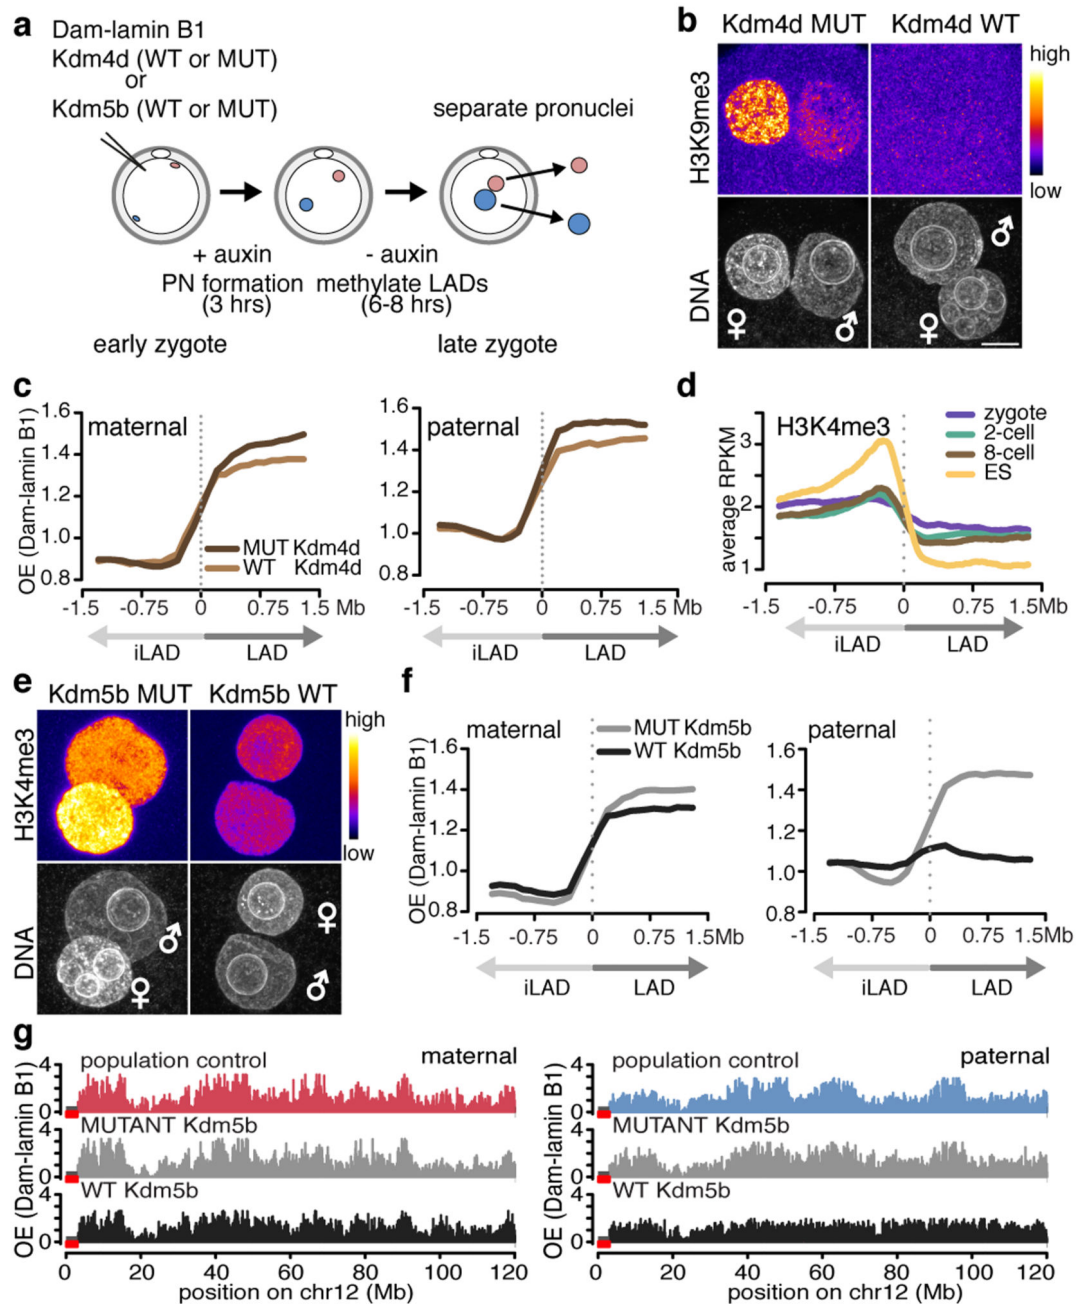 a
Dam-lamin B1
Kdm4d (WT or MUT)
or
Kdm5b (WT or MUT)
separate pronuclei
+ auxin
- auxin
PN formation
methylate LADs
(3 hrs)
(6-8 hrs)
early zygote
late zygote
b
Kdm4d MUT
Kdm4d WT
H3K9me3
DNA
high
low
♀
♂
♂
♀
c
OE (Dam-lamin B1)
1.6
1.4
1.2
1.0
0.8
maternal
MUT Kdm4d
WT Kdm4d
-1.5
-0.75
0
0.75
1.5 Mb
iLAD
LAD
1.6
1.4
1.2
1.0
0.8
paternal
-1.5
-0.75
0
0.75
1.5 Mb
iLAD
LAD
d
average RPKM
3
2
1
H3K4me3
zygote
2-cell
8-cell
ES
-1.5
-0.75
0
0.75
1.5Mb
iLAD
LAD
e
Kdm5b MUT
Kdm5b WT
H3K4me3
DNA
high
low
♂
♀
♀
♂
f
OE (Dam-lamin B1)
1.6
1.4
1.2
1.0
0.8
maternal
MUT Kdm5b
WT Kdm5b
-1.5
-0.75
0
0.75
1.5Mb
iLAD
LAD
1.6
1.4
1.2
1.0
0.8
paternal
-1.5
-0.75
0
0.75
1.5Mb
iLAD
LAD
g
OE (Dam-lamin B1)
4
0
population control
maternal
4
0
MUTANT Kdm5b
4
0
WT Kdm5b
0
20
40
60
80
100
120
position on chr12 (Mb)
OE (Dam-lamin B1)
4
0
population control
paternal
4
0
MUTANT Kdm5b
4
0
WT Kdm5b
0
20
40
60
80
100
120
position on chr12 (Mb)